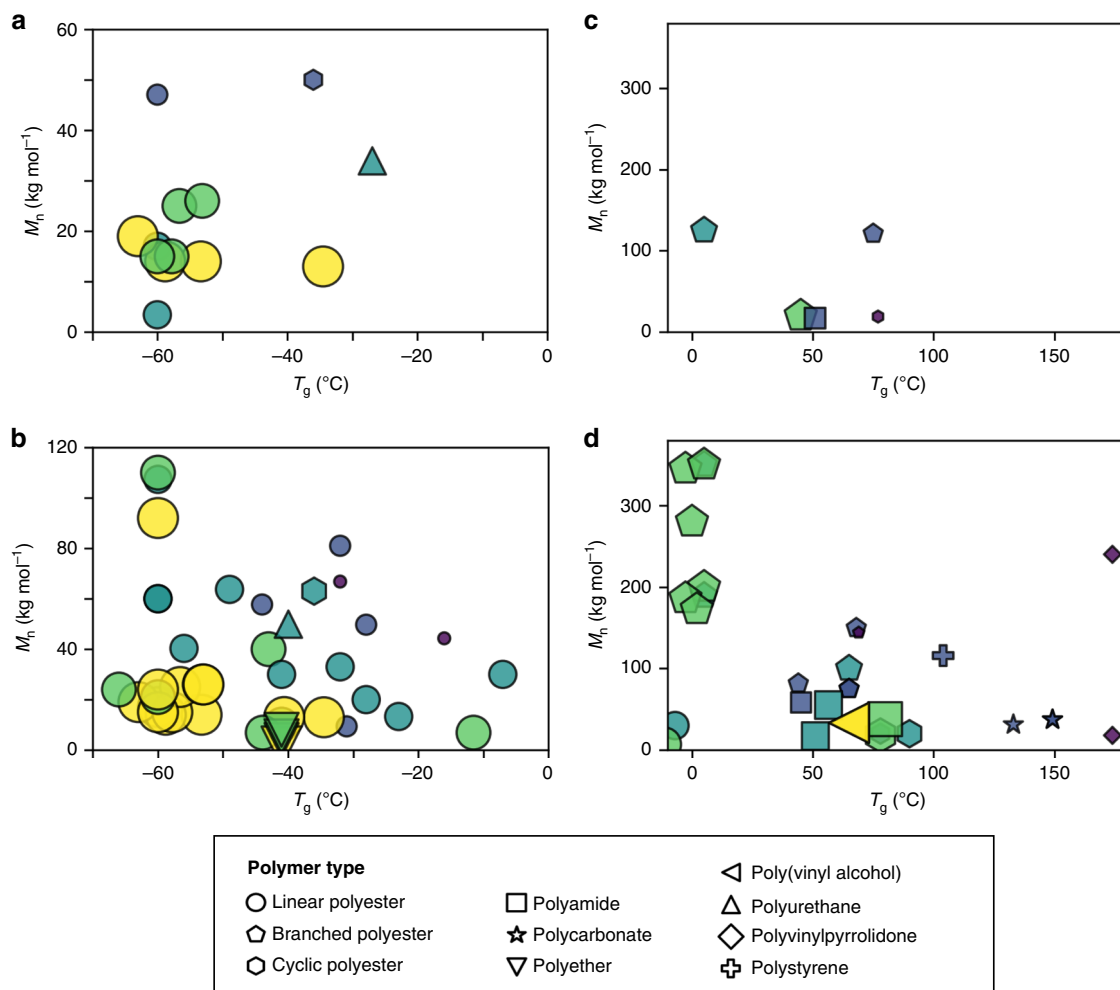 a
60
40
20
0
Mn (kg mol−1)
−60
−40
−20
0
Tg (°C)
c
300
200
100
0
Mn (kg mol−1)
0
50
100
150
Tg (°C)
b
120
80
40
0
Mn (kg mol−1)
−60
−40
−20
0
Tg (°C)
d
300
200
100
0
Mn (kg mol−1)
0
50
100
150
Tg (°C)
Polymer type
Linear polyester
Branched polyester
Cyclic polyester
Polyamide
Polycarbonate
Polyether
Poly(vinyl alcohol)
Polyurethane
Polyvinylpyrrolidone
Polystyrene